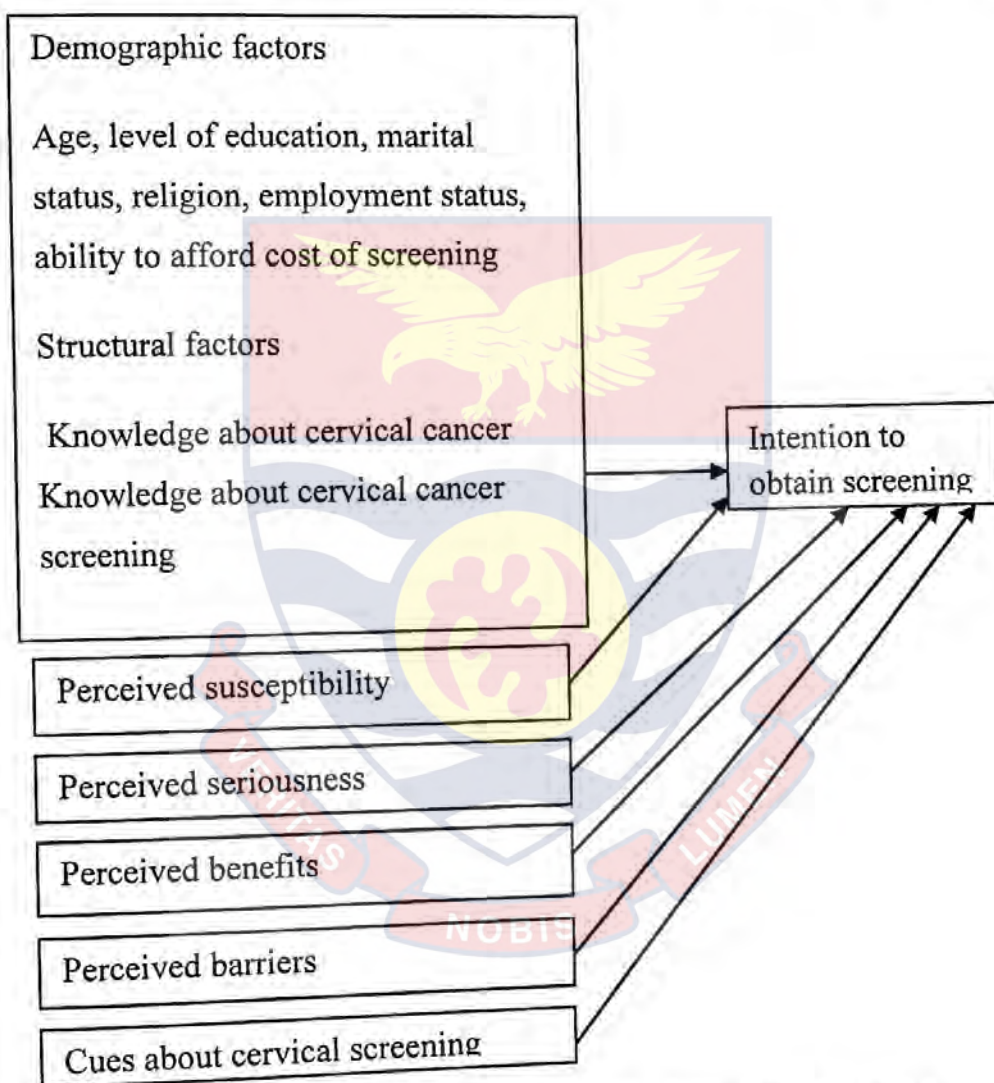 Demographic factors
Age, level of education, marital
status, religion, employment status,
ability to afford cost of screening
Structural factors
Knowledge about cervical cancer
Knowledge about cervical cancer
screening
Intention to
obtain screening
Perceived susceptibility
Perceived seriousness
Perceived benefits
Perceived barriers
Cues about cervical screening
VERITAS
NOBIS
LUMEN